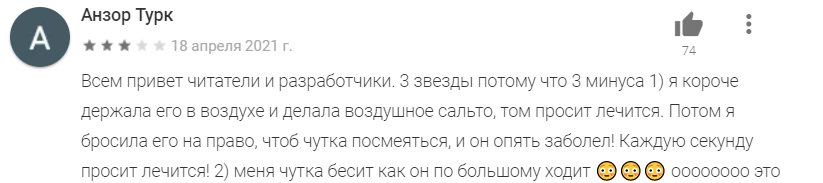 А
Анзор Турк
18 апреля 2021 г.
74
Всем привет читатели и разработчики. 3 звезды потому что 3 минуса 1) я короче
держала его в воздухе и делала воздушное сальто, том просит лечится. Потом я
бросила его на право, чтоб чутка посмеяться, и он опять заболел! Каждую секунду
просит лечится! 2) меня чутка бесит как он по большому ходит 😳😳😳 оооооооо это